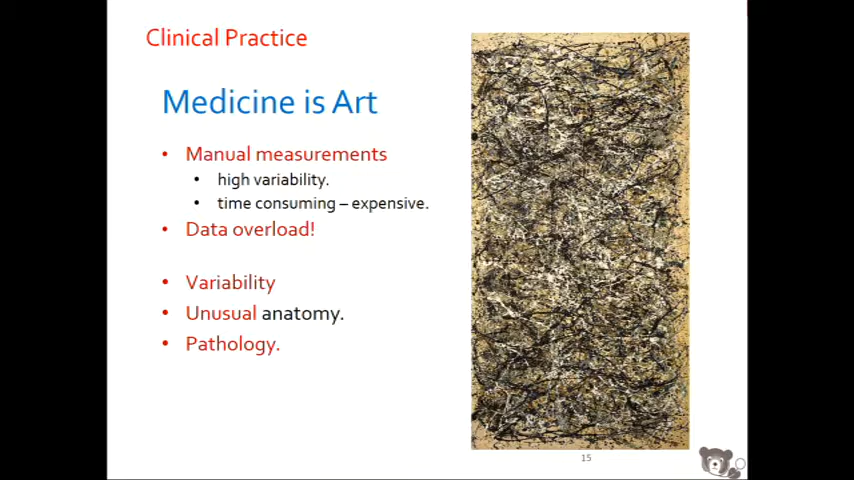 Clinical Practice
Medicine is Art
• Manual measurements
• high variability.
• time consuming – expensive.
• Data overload!
• Variability
• Unusual anatomy.
• Pathology.
15